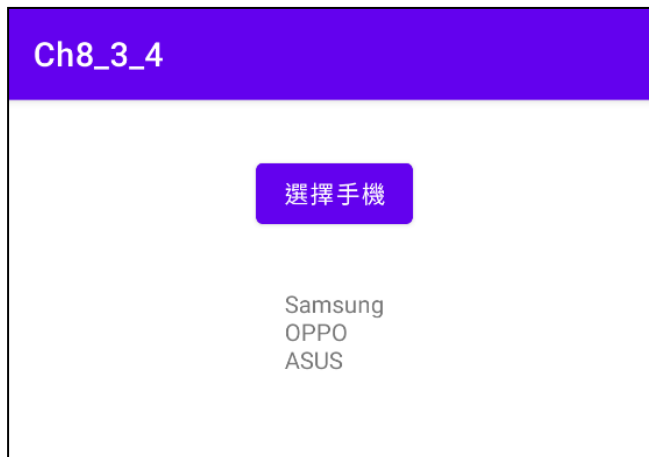 Ch8_3_4
選擇手機
Samsung
OPPO
ASUS